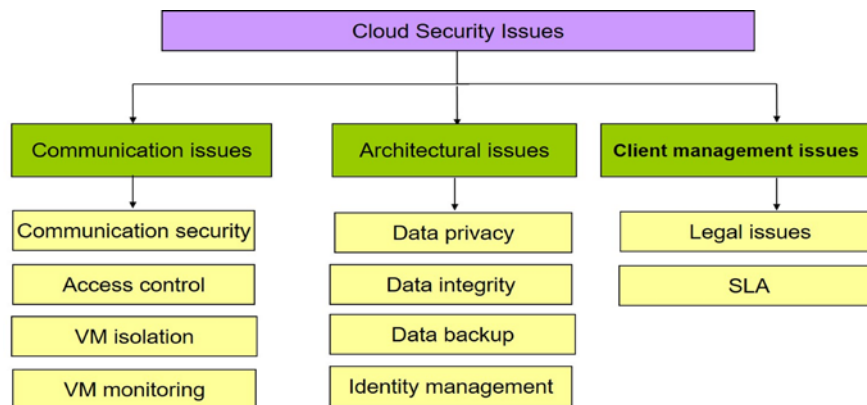 Cloud Security Issues
Communication issues
Architectural issues
Client management issues
Communication security
Access control
VM isolation
VM monitoring
Data privacy
Data integrity
Data backup
Identity management
Legal issues
SLA